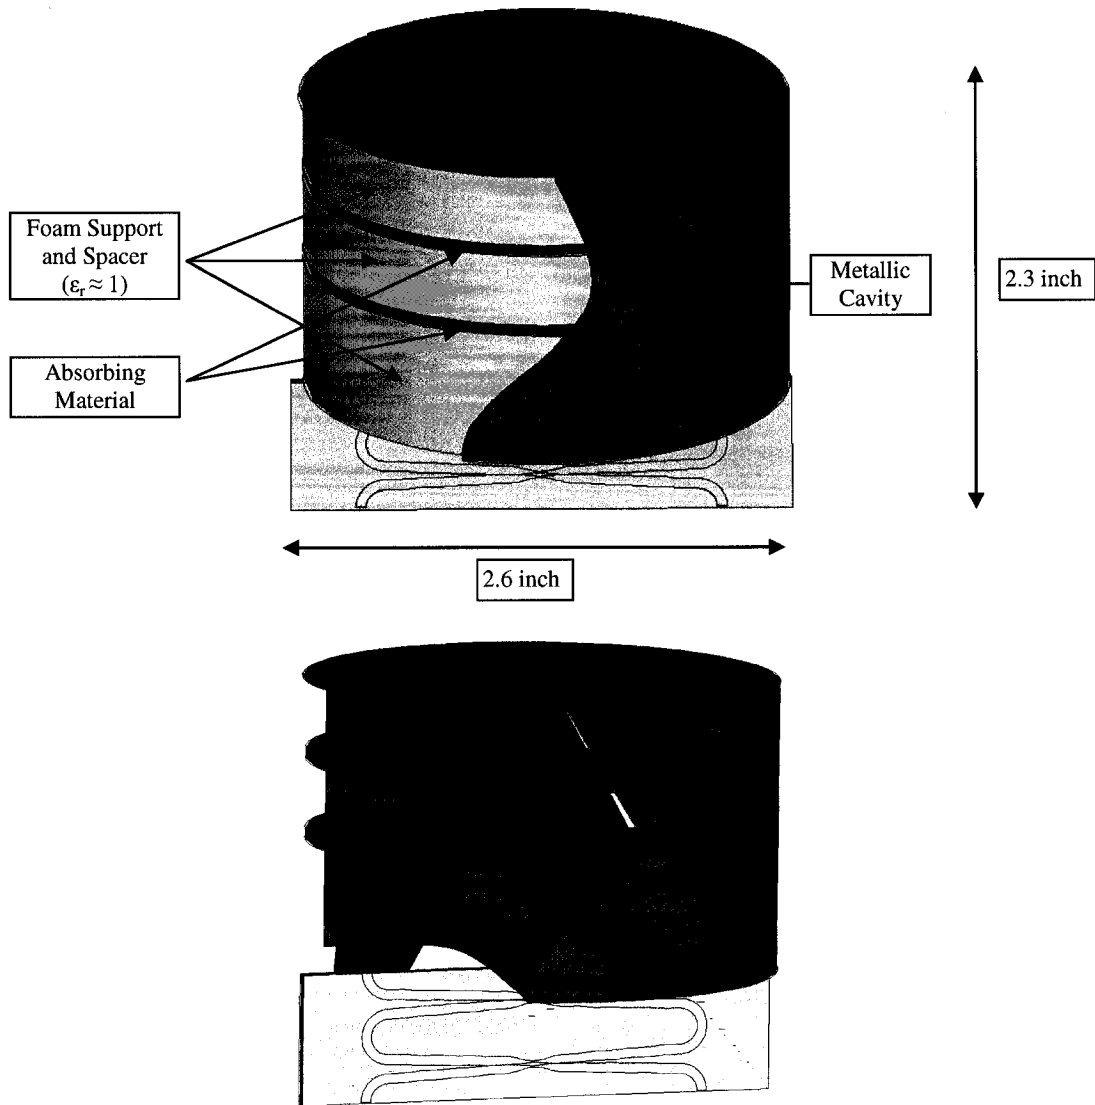 Foam Support
and Spacer
(εr ≈ 1)
Absorbing
Material
Metallic
Cavity
2.3 inch
2.6 inch